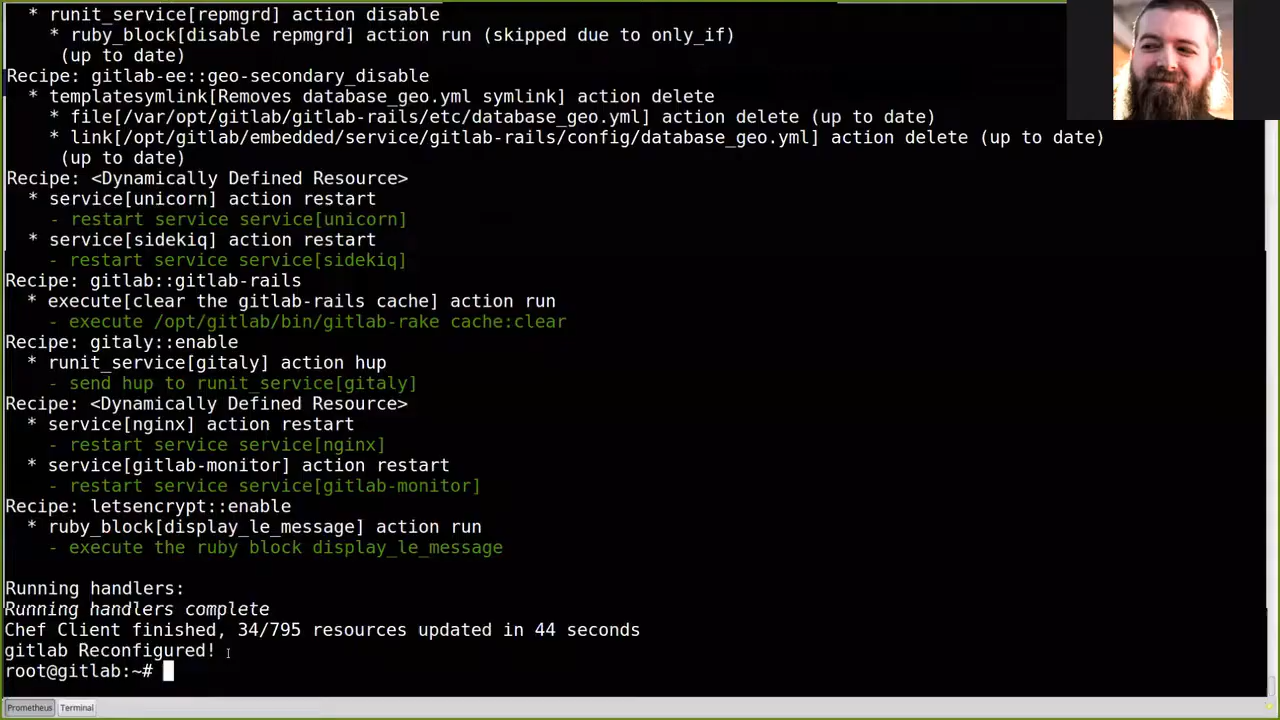 * runit_service[repmgrd] action disable
* ruby_block[disable repmgrd] action run (skipped due to only_if)
(up to date)
Recipe: gitlab-ee::geo-secondary_disable
* templatesymlink[Removes database_geo.yml symlink] action delete
* file[/var/opt/gitlab/gitlab-rails/etc/database_geo.yml] action delete (up to date)
* link[/opt/gitlab/embedded/service/gitlab-rails/config/database_geo.yml] action delete (up to date)
(up to date)
Recipe: <Dynamically Defined Resource>
* service[unicorn] action restart
- restart service service[unicorn]
* service[sidekiq] action restart
- restart service service[sidekiq]
Recipe: gitlab::gitlab-rails
* execute[clear the gitlab-rails cache] action run
- execute /opt/gitlab/bin/gitlab-rake cache:clear
Recipe: gitaly::enable
* runit_service[gitaly] action hup
- send hup to runit_service[gitaly]
Recipe: <Dynamically Defined Resource>
* service[nginx] action restart
- restart service service[nginx]
* service[gitlab-monitor] action restart
- restart service service[gitlab-monitor]
Recipe: letsencrypt::enable
* ruby_block[display_le_message] action run
- execute the ruby block display_le_message
Running handlers:
Running handlers complete
Chef Client finished, 34/795 resources updated in 44 seconds
gitlab Reconfigured!
root@gitlab:~#
Prometheus Terminal